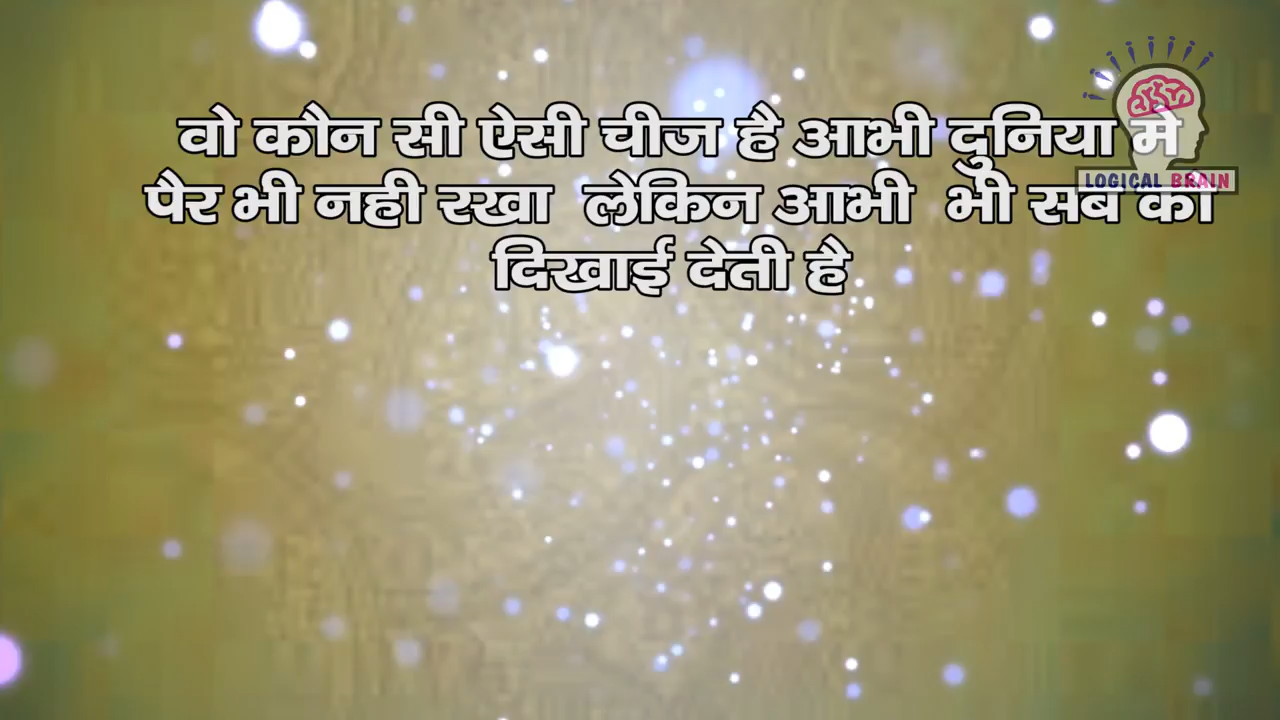 वो कौन सी ऐसी चीज है आभी दुनिया मे
पैर भी नही रखा लेकिन आभी भी सब को
दिखाई देती है
LOGICAL BRAIN